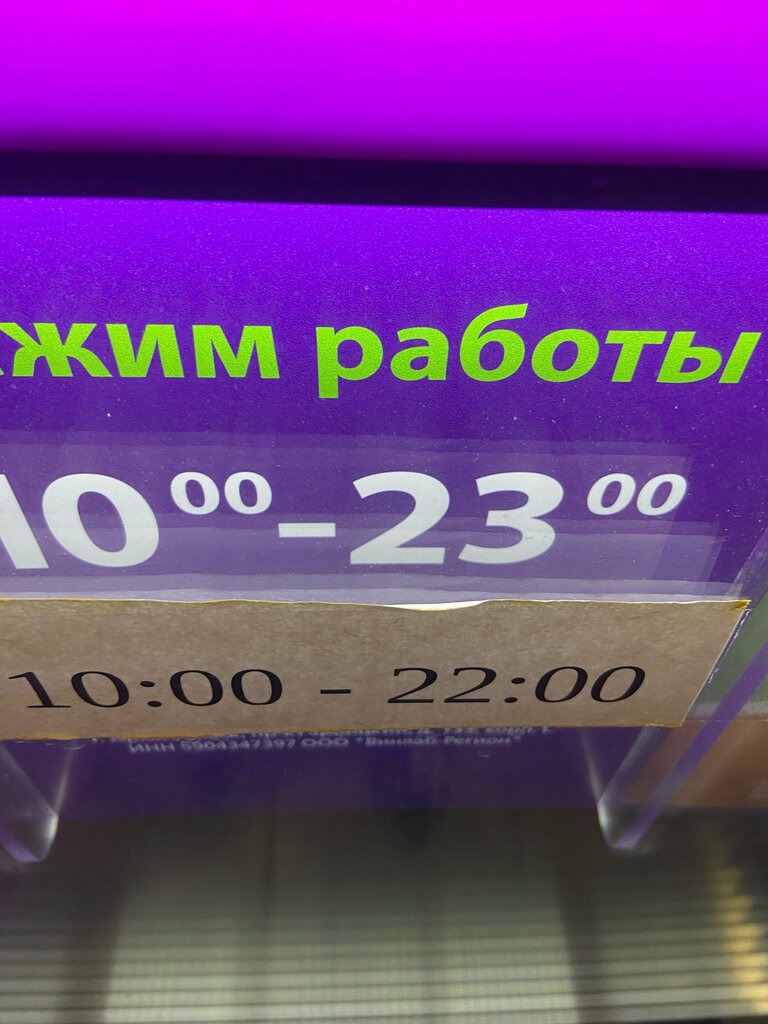 жим работы
10⁰⁰-23⁰⁰
10:00 - 22:00
ИНН 5904347397 ООО "Винлаб-Регион"